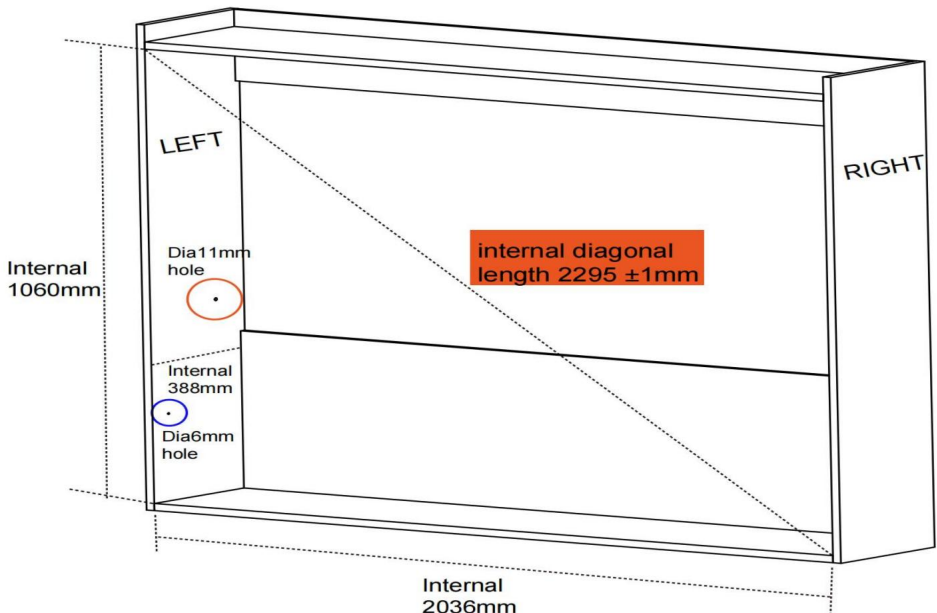 LEFT
RIGHT
Dia11mm
hole
internal diagonal
length 2295 ±1mm
Internal
1060mm
Internal
388mm
Dia6mm
hole
Internal
2036mm